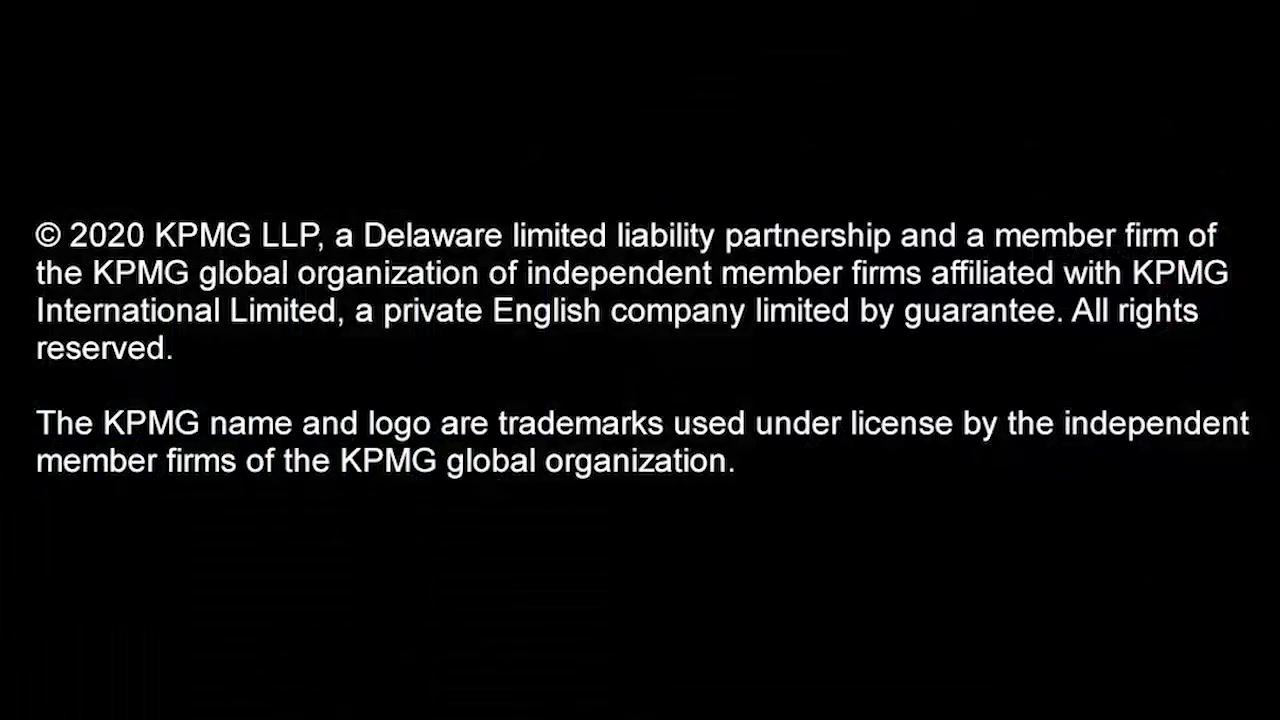 © 2020 KPMG LLP, a Delaware limited liability partnership and a member firm of
the KPMG global organization of independent member firms affiliated with KPMG
International Limited, a private English company limited by guarantee. All rights
reserved.
The KPMG name and logo are trademarks used under license by the independent
member firms of the KPMG global organization.